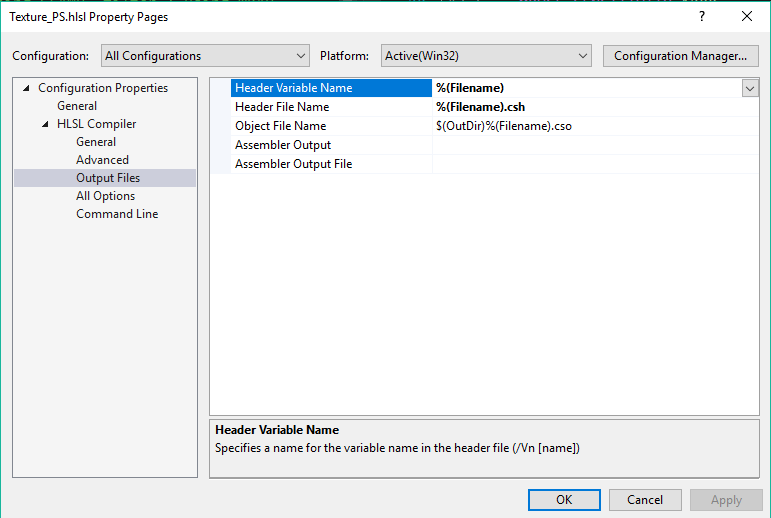 Texture_PS.hlsl Property Pages
?
Configuration: All Configurations Platform: Active(Win32) Configuration Manager...
Configuration Properties
General
HLSL Compiler
General
Advanced
Output Files
All Options
Command Line
Header Variable Name %(Filename)
Header File Name %(Filename).csh
Object File Name $(OutDir)%(Filename).cso
Assembler Output
Assembler Output File
Header Variable Name
Specifies a name for the variable name in the header file (/Vn [name])
OK Cancel Apply